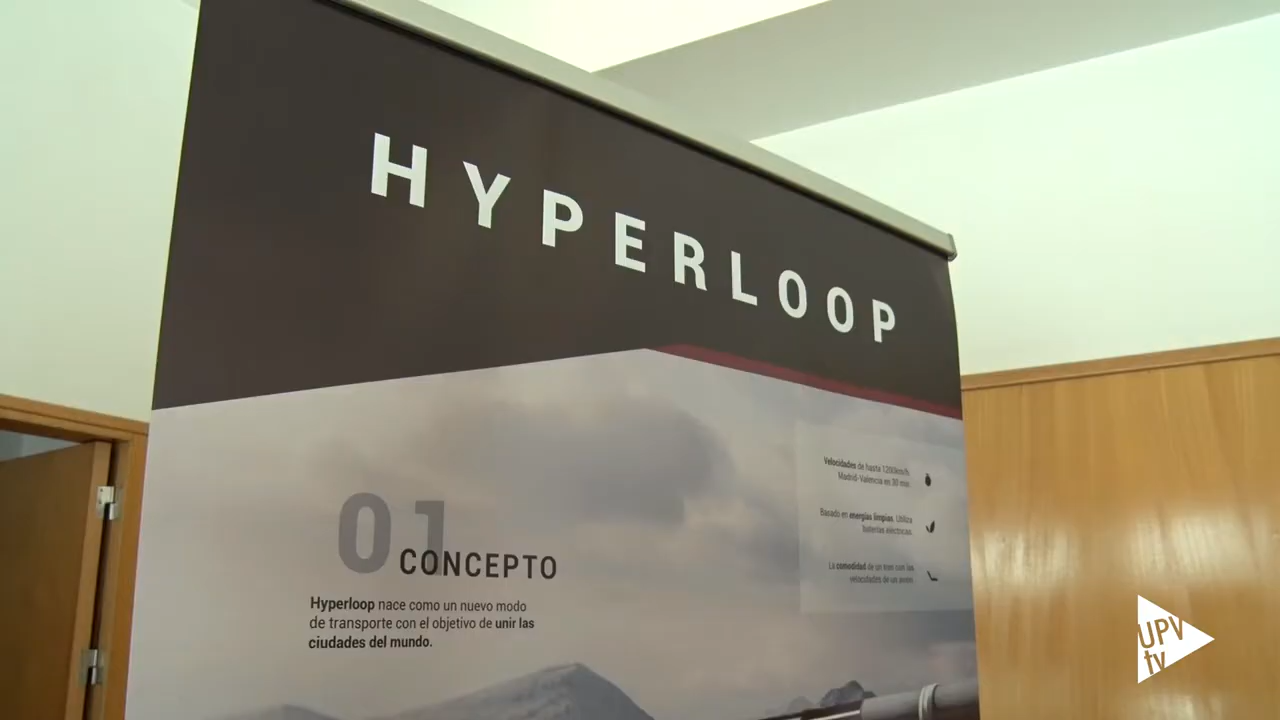 HYPERLOOP
01
CONCEPTO
Hyperloop nace como un nuevo modo
de transporte con el objetivo de unir las
ciudades del mundo.
Velocidades de hasta 1200km/h.
Madrid-Valencia en 30 min.
Basado en energías limpias. Utiliza
baterías eléctricas.
La comodidad de un tren con las
velocidades de un avión.
UPV
tv